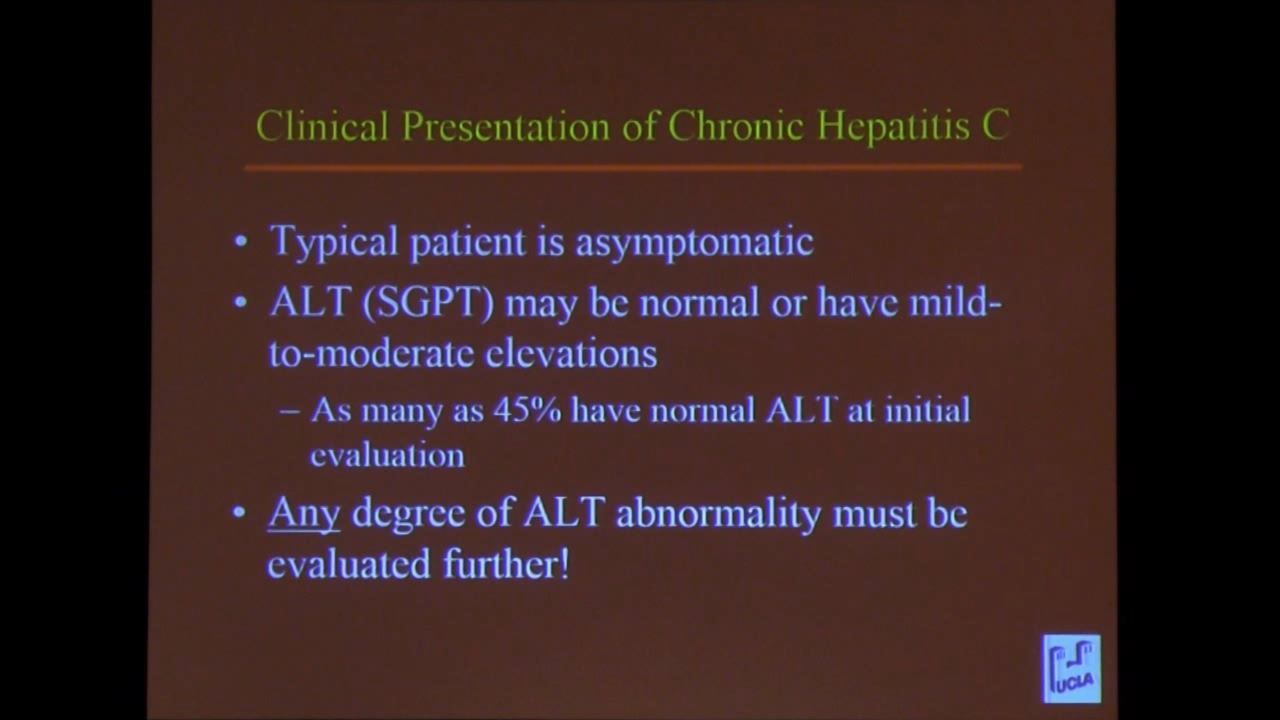 Clinical Presentation of Chronic Hepatitis C
• Typical patient is asymptomatic
• ALT (SGPT) may be normal or have mild-
to-moderate elevations
– As many as 45% have normal ALT at initial
evaluation
• Any degree of ALT abnormality must be
evaluated further!
UCLA